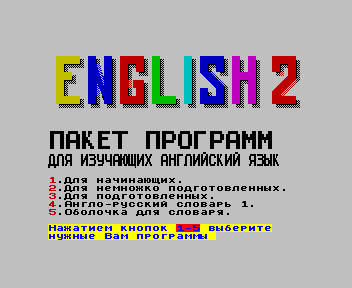 ENGLISH 2
ПАКЕТ ПРОГРАММ
ДЛЯ ИЗУЧАЮЩИХ АНГЛИЙСКИЙ ЯЗЫК
1.Для начинающих.
2.Для немножко подготовленных.
3.Для подготовленных.
4.Англо-русский словарь 1.
5.Оболочка для словаря.
Нажатием кнопок 1-5 выберите
нужные Вам программы